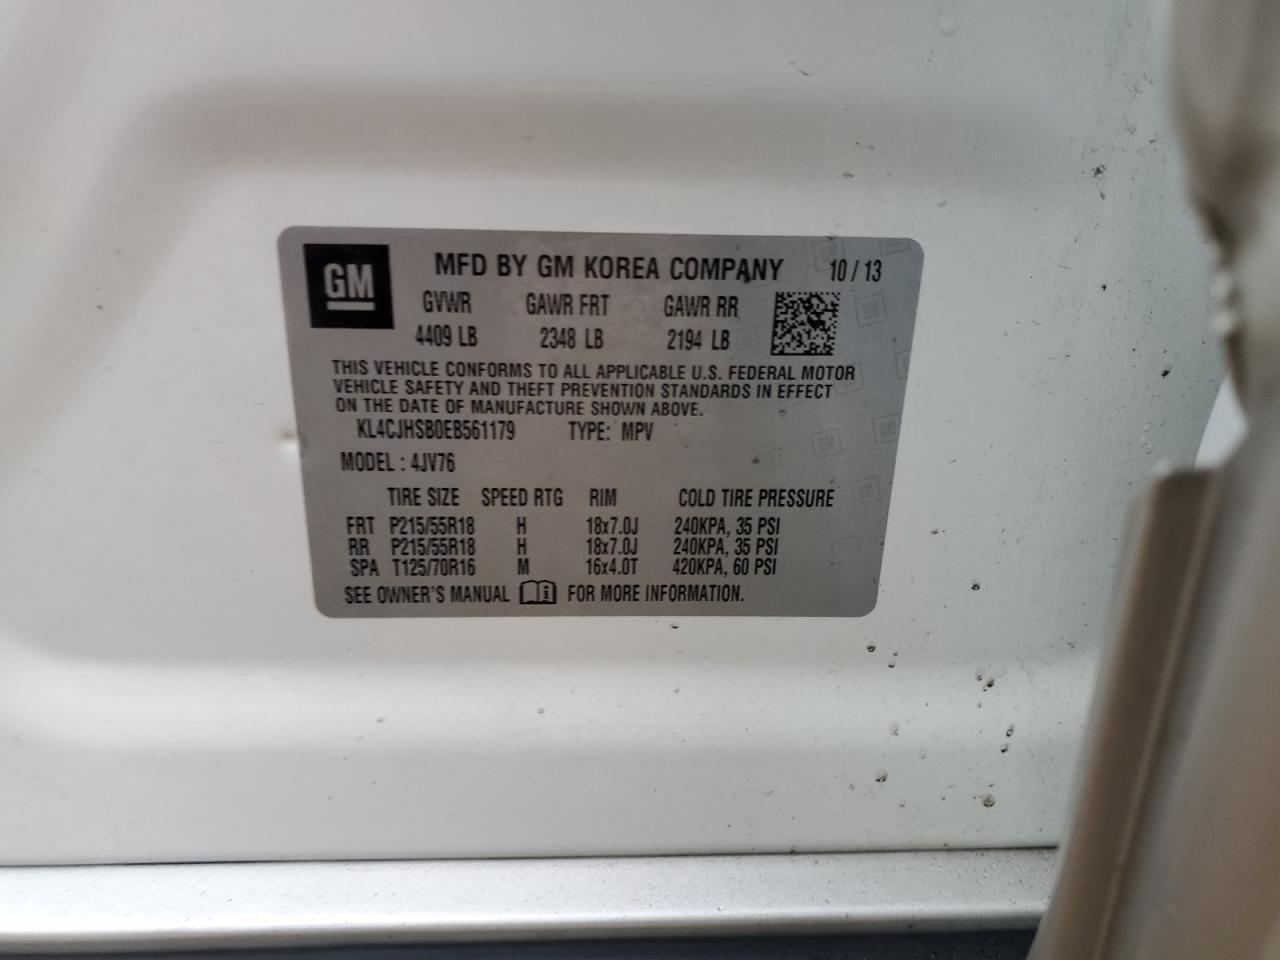 GM
MFD BY GM KOREA COMPANY 10 / 13
GVWR GAWR FRT GAWR RR
4409 LB 2348 LB 2194 LB
THIS VEHICLE CONFORMS TO ALL APPLICABLE U.S. FEDERAL MOTOR
VEHICLE SAFETY AND THEFT PREVENTION STANDARDS IN EFFECT
ON THE DATE OF MANUFACTURE SHOWN ABOVE.
KL4CJHSB0EB561179 TYPE: MPV
MODEL : 4JV76
TIRE SIZE SPEED RTG RIM COLD TIRE PRESSURE
FRT P215/55R18 H 18x7.0J 240KPA, 35 PSI
RR P215/55R18 H 18x7.0J 240KPA, 35 PSI
SPA T125/70R16 M 16x4.0T 420KPA, 60 PSI
SEE OWNER'S MANUAL i FOR MORE INFORMATION.